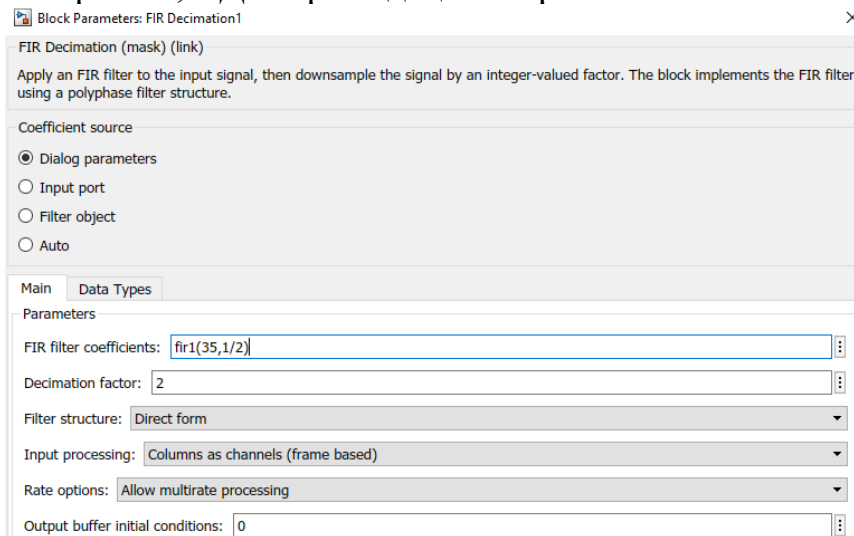 Block Parameters: FIR Decimation1
FIR Decimation (mask) (link)
Apply an FIR filter to the input signal, then downsample the signal by an integer-valued factor. The block implements the FIR filter
using a polyphase filter structure.
Coefficient source
Dialog parameters
Input port
Filter object
Auto
Main Data Types
Parameters
FIR filter coefficients: fir1(35,1/2)
Decimation factor: 2
Filter structure: Direct form
Input processing: Columns as channels (frame based)
Rate options: Allow multirate processing
Output buffer initial conditions: 0